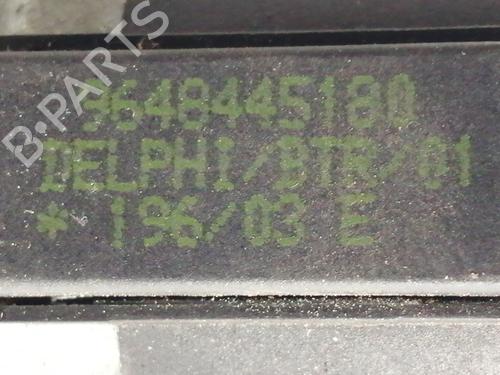 B-PARTS
9648445180
DELPHI/BTR/01
* 196/03 E